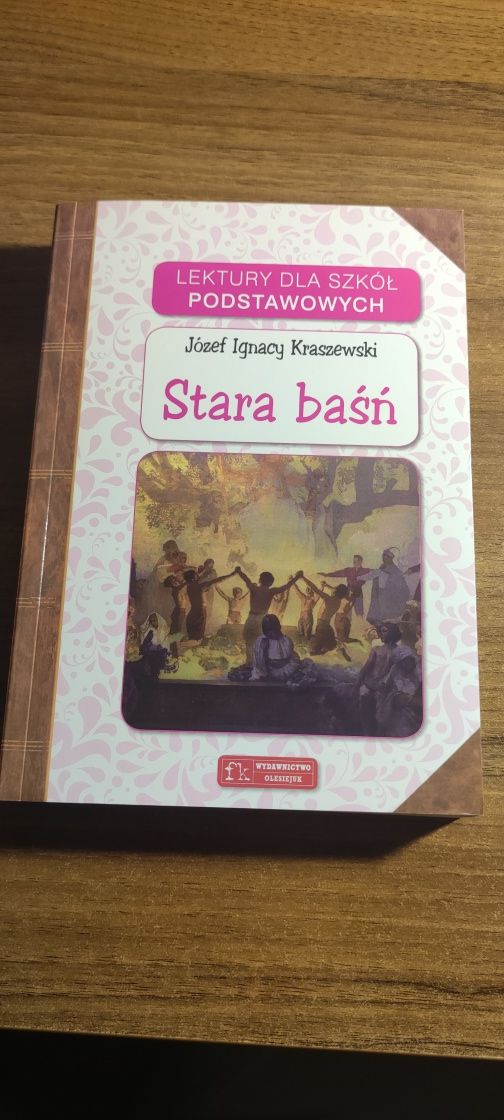 LEKTURY DLA SZKÓŁ
PODSTAWOWYCH
Józef Ignacy Kraszewski
Stara baśń
fk
WYDAWNICTWO
OLESIEJUK